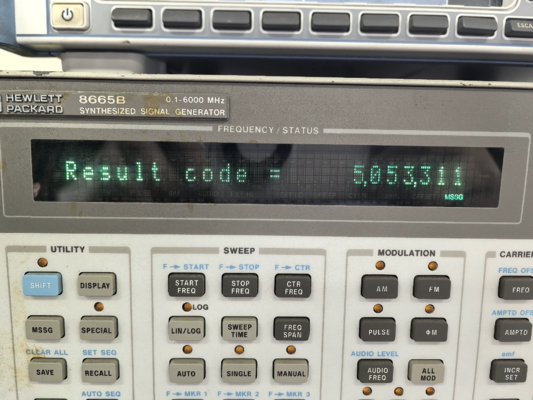 ESCA
HEWLETT
PACKARD
8665B
0.1-6000 MHz
SYNTHESIZED SIGNAL GENERATOR
FREQUENCY/STATUS
Result code = 5,053,311
MSSG
UTILITY
SWEEP
MODULATION
CARRIER
F START
F STOP
F CTR
FREQ OFS
SHIFT
DISPLAY
START
FREQ
STOP
FREQ
CTR
FREQ
AM
FM
FREQ
LOG
AMPTD OFS
MSSG
SPECIAL
LIN/LOG
SWEEP
TIME
FREQ
SPAN
PULSE
ΦM
AMPTD
CLEAR ALL
SET SEQ
AUDIO LEVEL
emf
SAVE
RECALL
AUTO
SINGLE
MANUAL
AUDIO
FREQ
ALL
MOD
INCR
SET
AUTO SEQ
F MKR 1
F MKR 2
F MKR 3